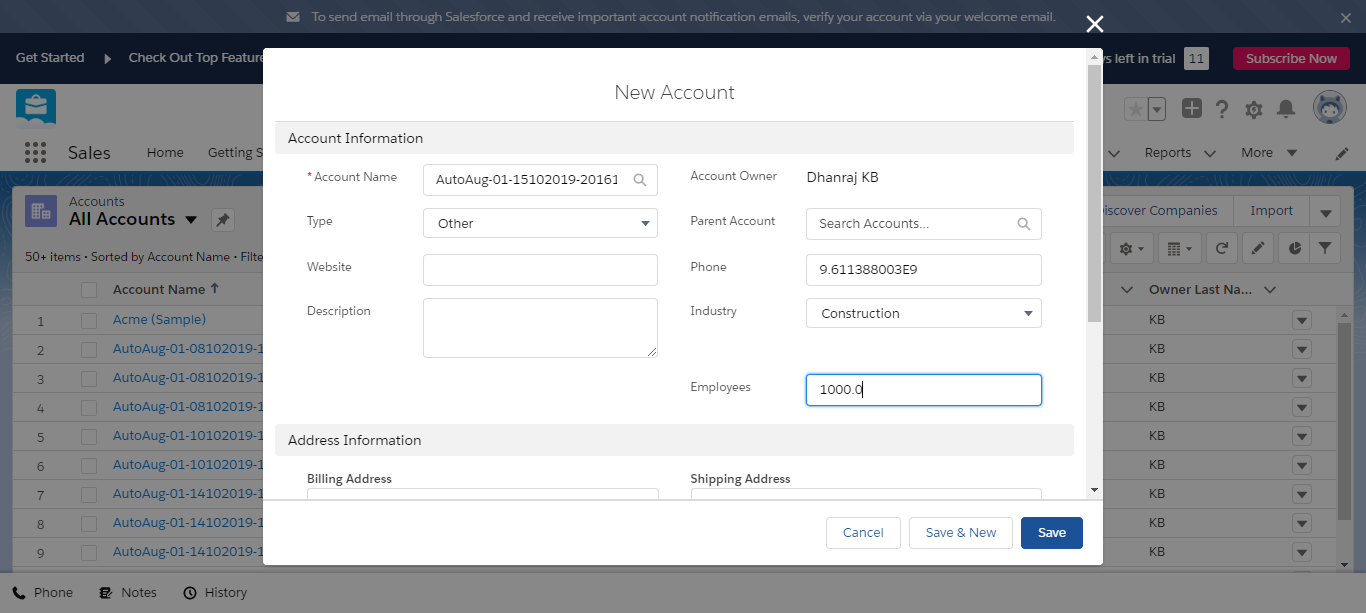 To send email through Salesforce and receive important account notification emails, verify your account via your welcome email.
Get Started
Check Out Top Feature
s left in trial 11
Subscribe Now
Sales
Home
Getting S
Reports
More
Accounts
All Accounts
50+ items • Sorted by Account Name • Filte
iscover Companies
Import
Account Name
Owner Last Na...
1 Acme (Sample) KB
2 AutoAug-01-08102019-1 KB
3 AutoAug-01-08102019-1 KB
4 AutoAug-01-08102019-1 KB
5 AutoAug-01-10102019-1 KB
6 AutoAug-01-10102019-1 KB
7 AutoAug-01-14102019-1 KB
8 AutoAug-01-14102019-1 KB
9 AutoAug-01-14102019-1 KB
New Account
Account Information
*Account Name AutoAug-01-15102019-20161
Account Owner Dhanraj KB
Type Other
Parent Account Search Accounts...
Website
Phone 9.611388003E9
Description
Industry Construction
Employees 1000.0
Address Information
Billing Address
Shipping Address
Cancel
Save & New
Save
Phone
Notes
History